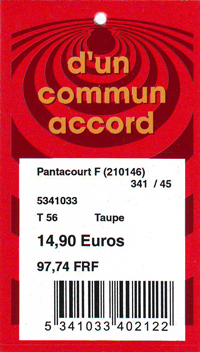 d'un
commun
accord
Pantacourt F (210146)
341 / 45
5341033
T 56 Taupe
14,90 Euros
97,74 FRF
5 341033 402122